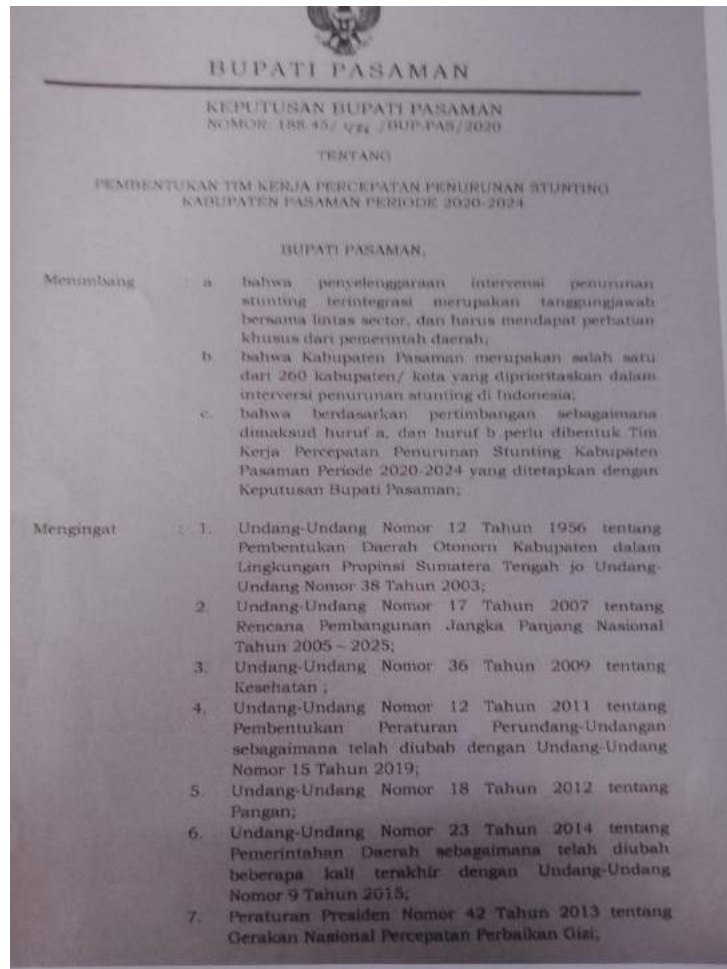 BUPATI PASAMAN
KEPUTUSAN BUPATI PASAMAN
NOMOR: 188.45/ /BUP-PAS/2020
TENTANG
PEMBENTUKAN TIM KERJA PERCEPATAN PENURUNAN STUNTING
KABUPATEN PASAMAN PERIODE 2020-2024
BUPATI PASAMAN,
Menimbang : a bahwa penyelenggaraan intervensi penurunan
stunting terintegrasi merupakan tanggungjawab
bersama lintas sector, dan harus mendapat perhatian
khusus dari pemerintah daerah;
b. bahwa Kabupaten Pasaman merupakan salah satu
dari 260 kabupaten/ kota yang diprioritaskan dalam
interversi penurunan stunting di Indonesia;
c. bahwa berdasarkan pertimbangan sebagaimana
dimaksud huruf a, dan huruf b perlu dibentuk Tim
Kerja Percepatan Penurunan Stunting Kabupaten
Pasaman Periode 2020-2024 yang ditetapkan dengan
Keputusan Bupati Pasaman;
Mengingat : 1. Undang-Undang Nomor 12 Tahun 1956 tentang
Pembentukan Daerah Otonom Kabupaten dalam
Lingkungan Propinsi Sumatera Tengah jo Undang-
Undang Nomor 38 Tahun 2003;
2. Undang-Undang Nomor 17 Tahun 2007 tentang
Rencana Pembangunan Jangka Panjang Nasional
Tahun 2005 – 2025;
3. Undang-Undang Nomor 36 Tahun 2009 tentang
Kesehatan ;
4. Undang-Undang Nomor 12 Tahun 2011 tentang
Pembentukan Peraturan Perundang-Undangan
sebagaimana telah diubah dengan Undang-Undang
Nomor 15 Tahun 2019;
5. Undang-Undang Nomor 18 Tahun 2012 tentang
Pangan;
6. Undang-Undang Nomor 23 Tahun 2014 tentang
Pemerintahan Daerah sebagaimana telah diubah
beberapa kali terakhir dengan Undang-Undang
Nomor 9 Tahun 2015;
7. Peraturan Presiden Nomor 42 Tahun 2013 tentang
Gerakan Nasional Percepatan Perbaikan Gizi;